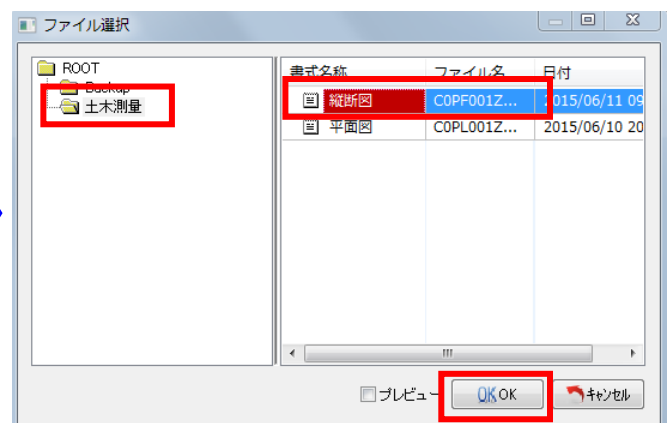 ファイル選択
ROOT
Backup
土木測量
書式名称 ファイル名 日付
縦断図 C0PF001Z... 2015/06/11 09
平面図 C0PL001Z... 2015/06/10 20
プレビュー OK OK キャンセル